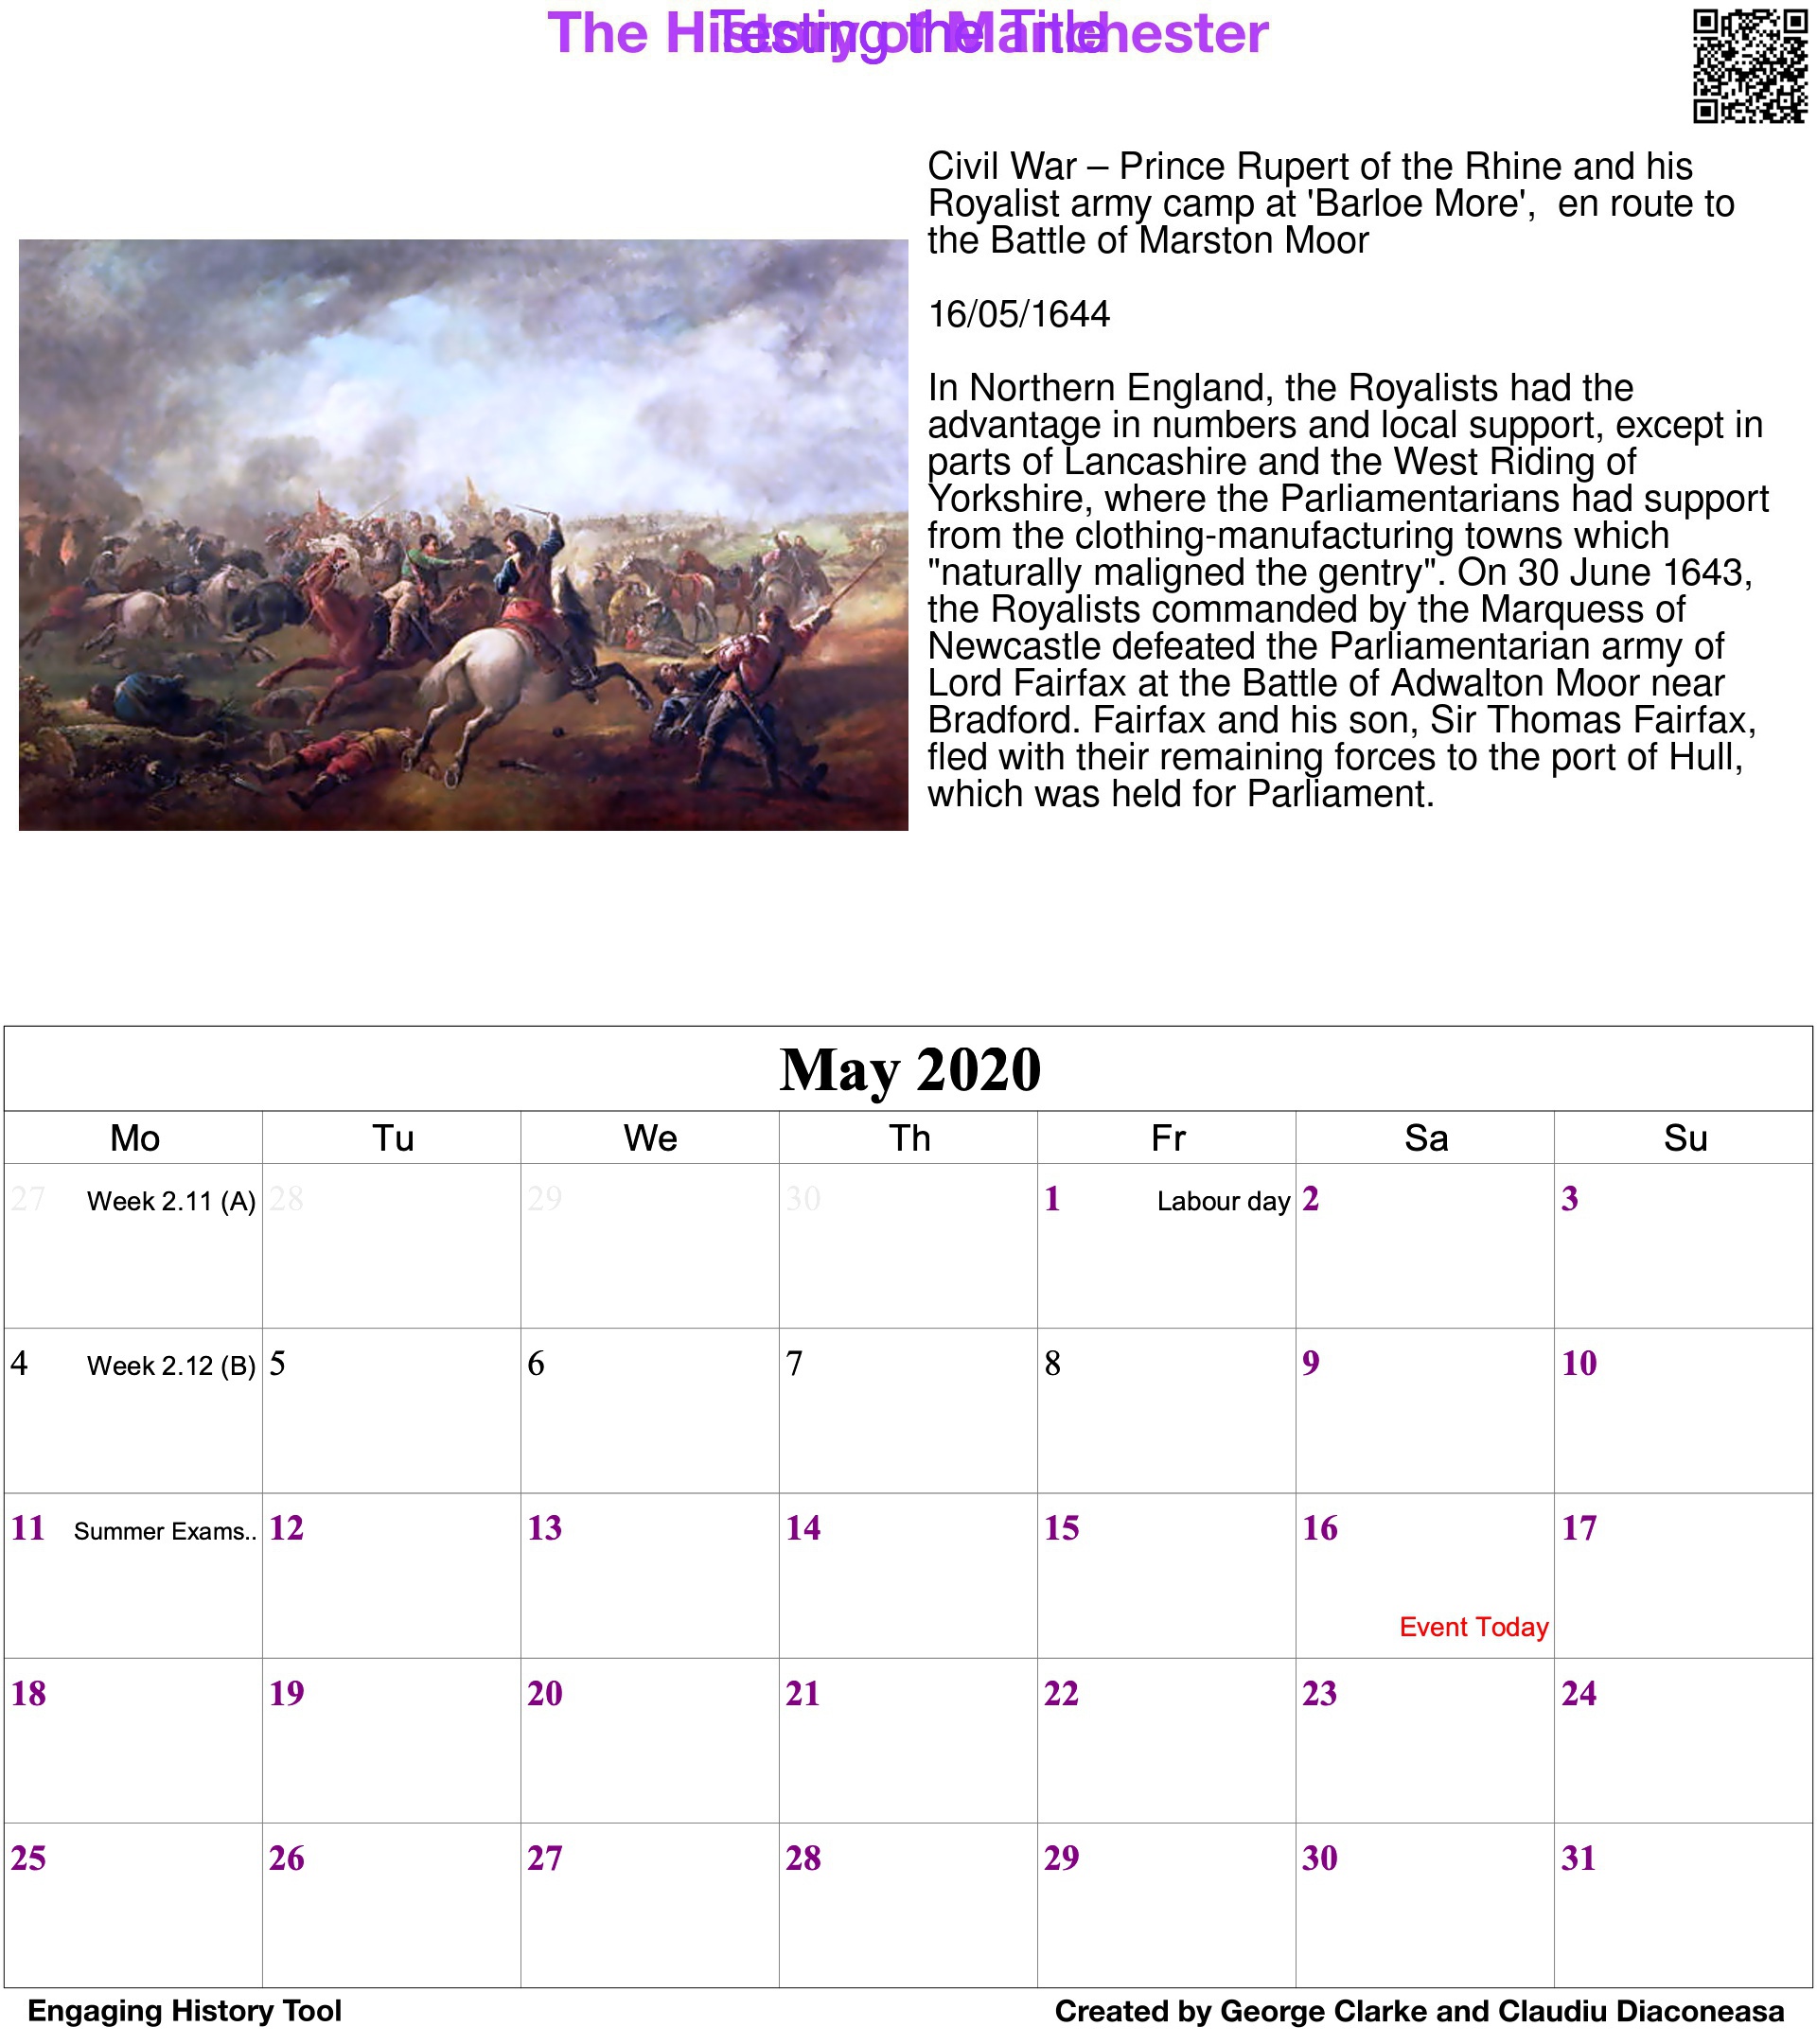 The History of Manchester
Testing the Title
Civil War – Prince Rupert of the Rhine and his
Royalist army camp at 'Barloe More',  en route to
the Battle of Marston Moor
16/05/1644
In Northern England, the Royalists had the
advantage in numbers and local support, except in
parts of Lancashire and the West Riding of
Yorkshire, where the Parliamentarians had support
from the clothing-manufacturing towns which
"naturally maligned the gentry". On 30 June 1643,
the Royalists commanded by the Marquess of
Newcastle defeated the Parliamentarian army of
Lord Fairfax at the Battle of Adwalton Moor near
Bradford. Fairfax and his son, Sir Thomas Fairfax,
fled with their remaining forces to the port of Hull,
which was held for Parliament.
May 2020
Mo Tu We Th Fr Sa Su
27 Week 2.11 (A) 28 29 30 1 Labour day 2 3
4 Week 2.12 (B) 5 6 7 8 9 10
11 Summer Exams.. 12 13 14 15 16 17
Event Today
18 19 20 21 22 23 24
25 26 27 28 29 30 31
Engaging History Tool Created by George Clarke and Claudiu Diaconeasa